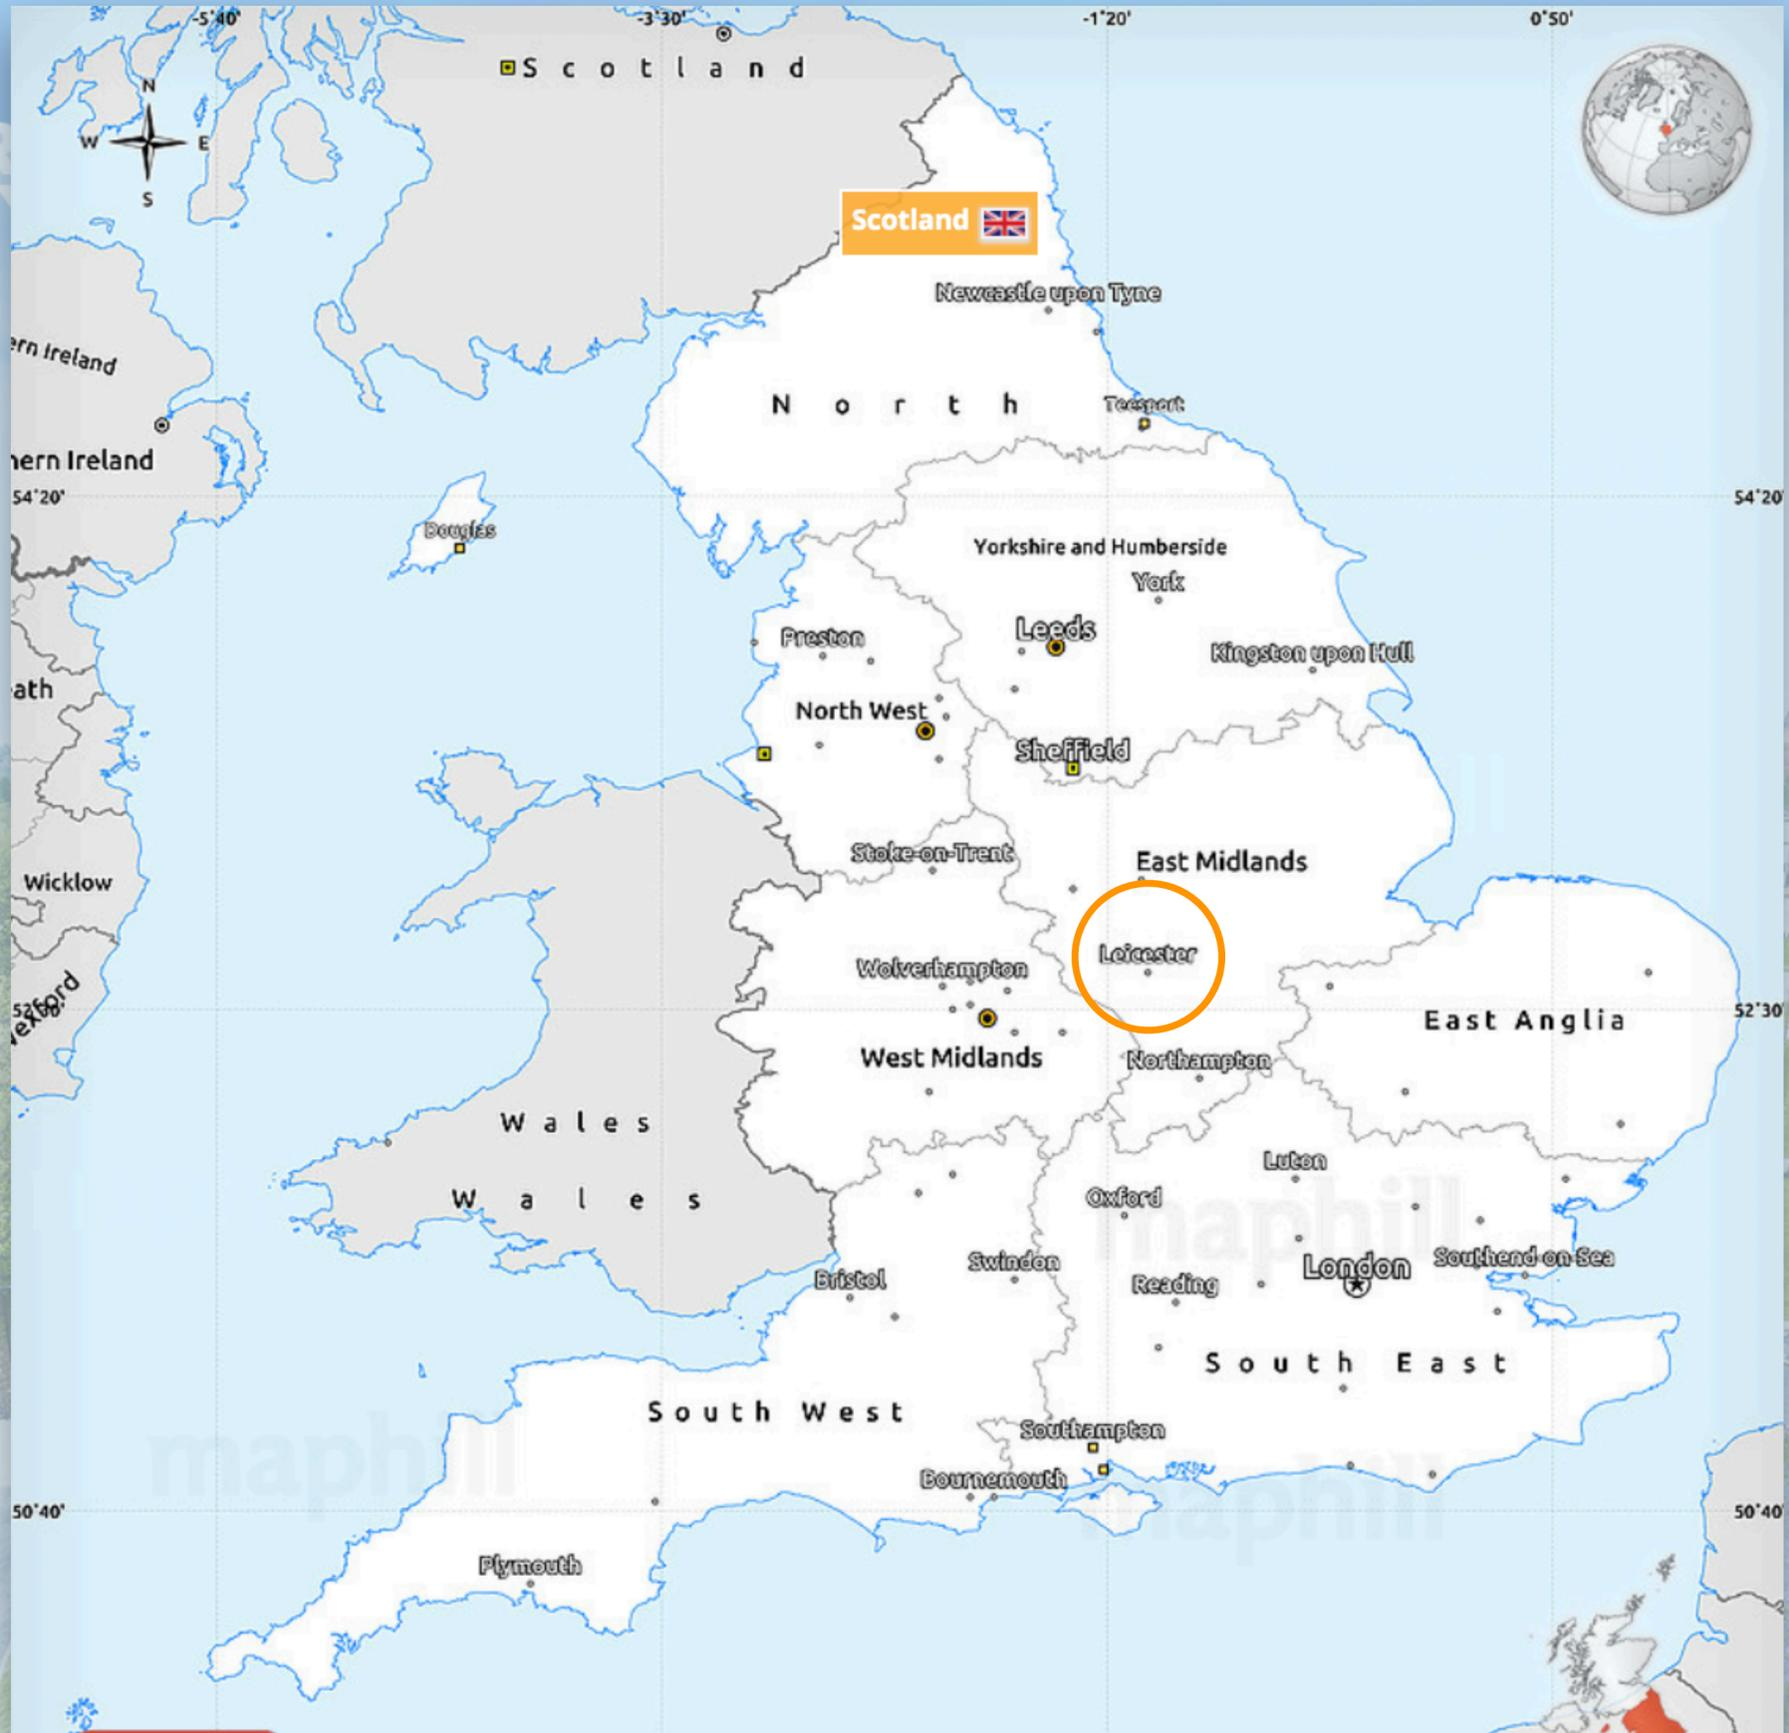 -5°40'
-3°30'
-1°20'
0°50'
Scotland
N
W
E
S
Scotland
Newcastle upon Tyne
ern Ireland
North
Teesport
hern Ireland
54°20'
54°20'
Douglas
Yorkshire and Humberside
York
Leeds
Preston
Kingston upon Hull
ath
North West
Sheffield
Stoke-on-Trent
East Midlands
Wicklow
Leicester
Wolverhampton
exford
52°30'
East Anglia
West Midlands
Northampton
Wales
Luton
Wales
Oxford
maphill
Swindon
London
Southend-on-Sea
Bristol
Reading
South East
South West
Southampton
maphill
Bournemouth
maphill
50°40'
50°40'
Plymouth